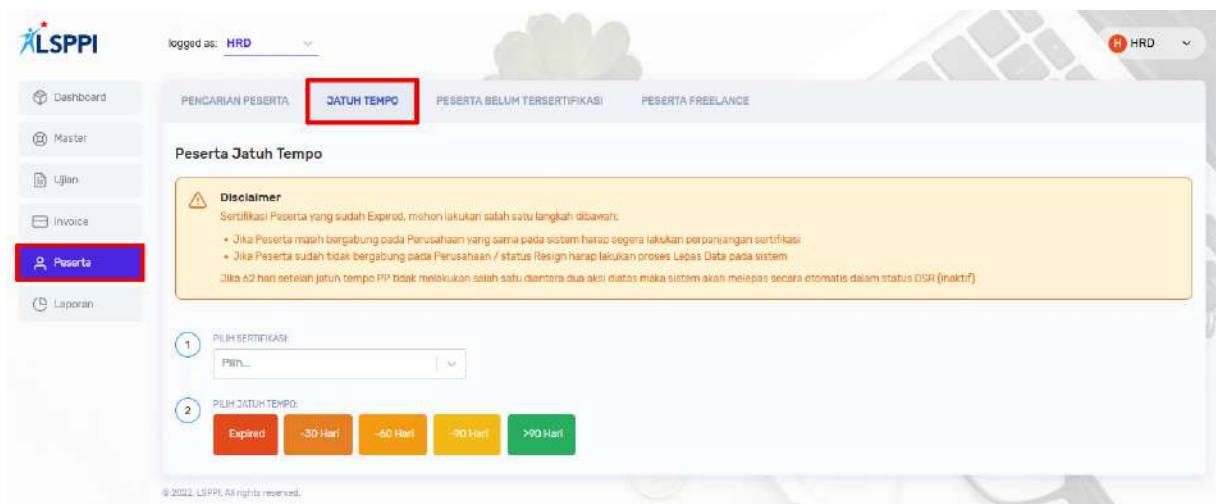 LSPPI
logged as: HRD
H HRD
Dashboard
Master
Ujian
Invoice
Peserta
Laporan
PENCARIAN PESERTA JATUH TEMPO PESERTA BELUM TERSERTIFIKASI PESERTA FREELANCE
Peserta Jatuh Tempo
Disclaimer
Sertifikasi Peserta yang sudah Expired, mohon lakukan salah satu langkah dibawah:
• Jika Peserta masih bergabung pada Perusahaan yang sama pada sistem harap segera lakukan perpanjangan sertifikasi
• Jika Peserta sudah tidak bergabung pada Perusahaan / status Resign harap lakukan proses Lepas Data pada sistem
Jika 62 hari setelah jatuh tempo PP tidak melakukan salah satu diantara dua aksi diatas maka sistem akan melepas secara otomatis dalam status DSR (Inaktif)
1 PILIH SERTIFIKASI:
Pilih...
2 PILIH JATUH TEMPO:
Expired -30 Hari -60 Hari -90 Hari >90 Hari
© 2022, LSPPI. All rights reserved.